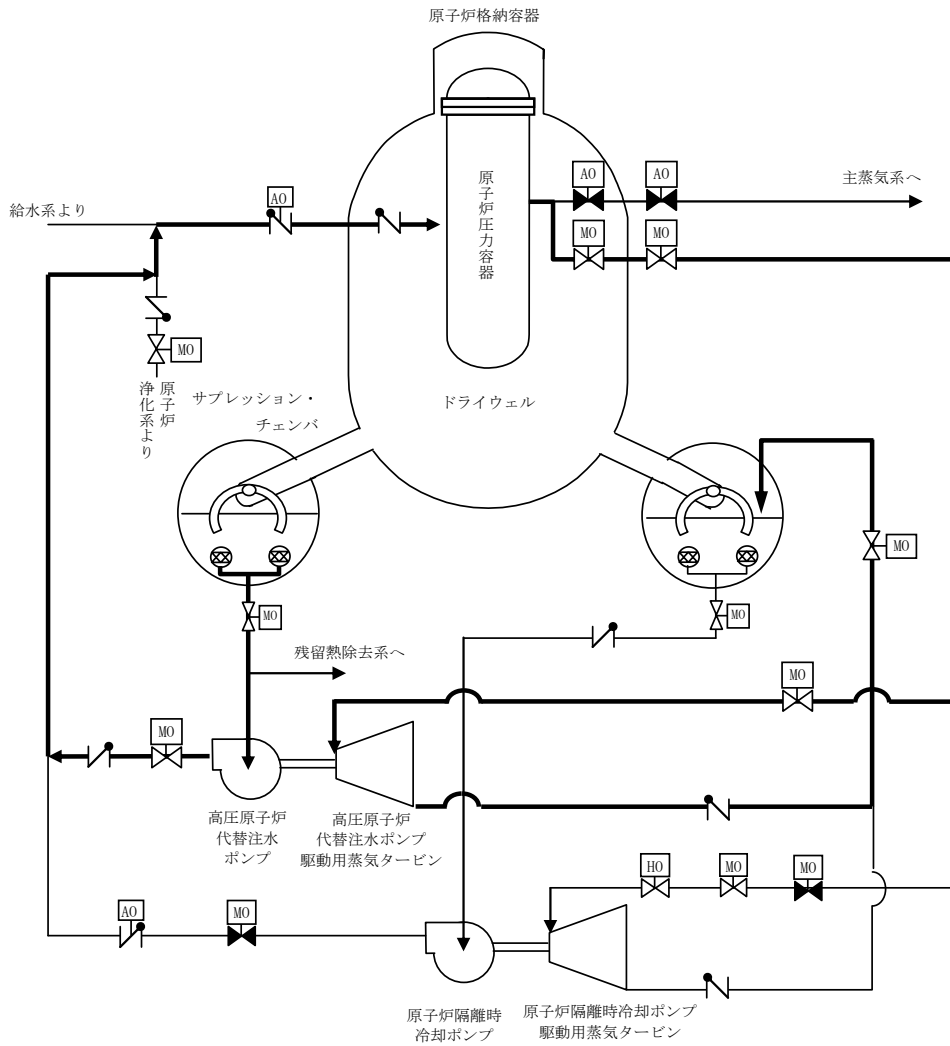 原子炉格納容器
原子炉圧力容器
AO
AO
主蒸気系へ
MO
MO
給水系より
AO
MO
原子炉
浄化系より
サプレッション・
チェンバ
ドライウェル
MO
MO
MO
残留熱除去系へ
MO
MO
高圧原子炉
代替注水
ポンプ
高圧原子炉
代替注水ポンプ
駆動用蒸気タービン
HO
MO
MO
AO
MO
原子炉隔離時
冷却ポンプ
原子炉隔離時冷却ポンプ
駆動用蒸気タービン